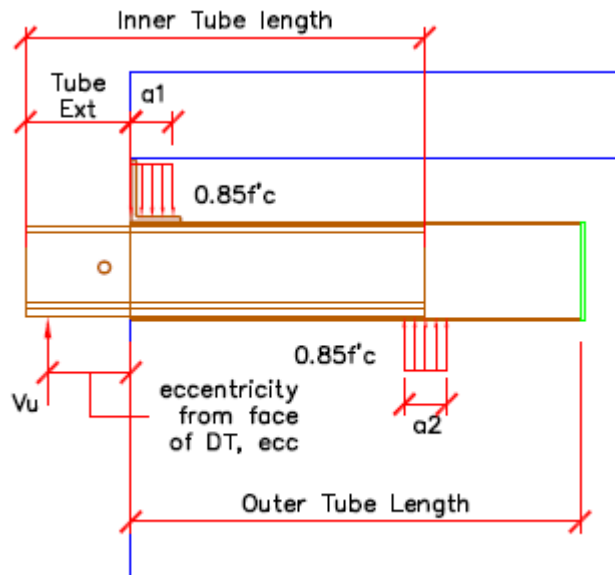 Inner Tube length
Tube
Ext
a1
0.85f'c
0.85f'c
Vu
eccentricity
from face
of DT, ecc
a2
Outer Tube Length